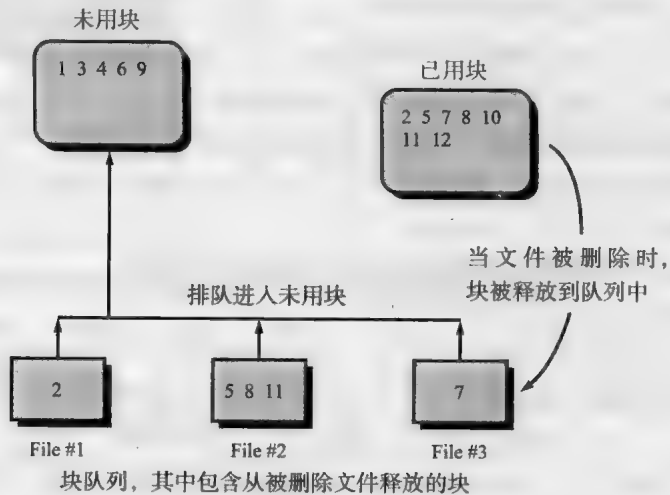 未用块
1 3 4 6 9
已用块
2 5 7 8 10
11 12
当文件被删除时,
块被释放到队列中
排队进入未用块
2
5 8 11
7
File #1
File #2
File #3
块队列，其中包含从被删除文件释放的块